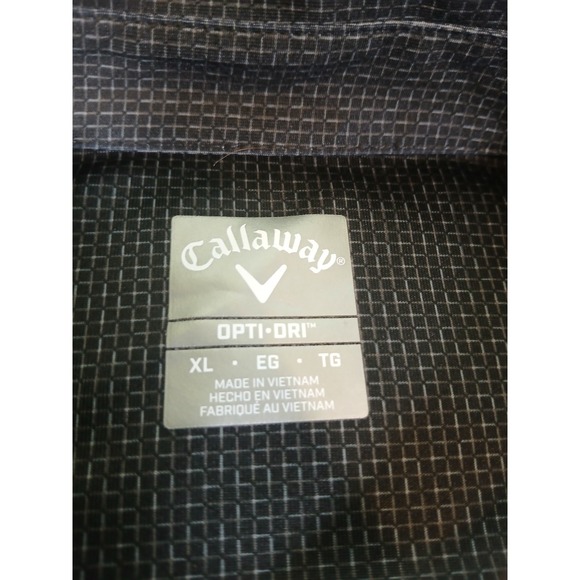 Callaway®
OPTI•DRI™
XL • EG • TG
MADE IN VIETNAM
HECHO EN VIETNAM
FABRIQUÉ AU VIETNAM